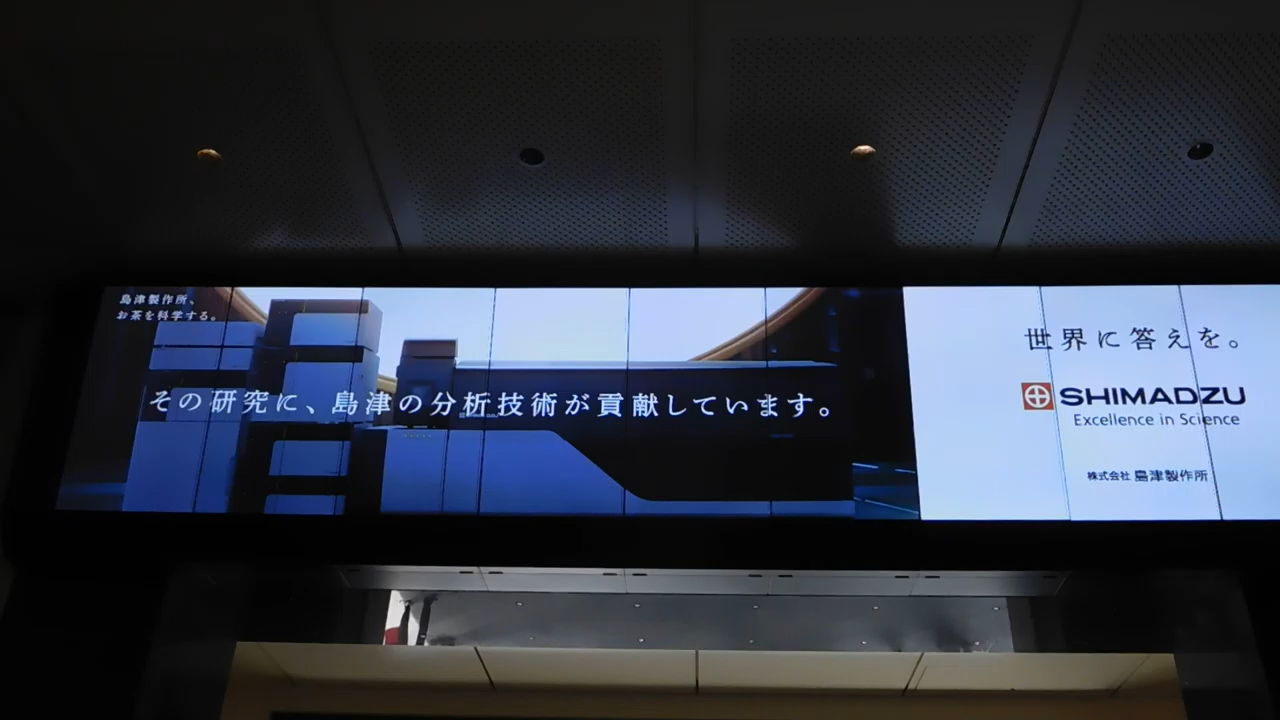 島津製作所、
お茶を科学する。
その研究に、島津の分析技術が貢献しています。
世界に答えを。
SHIMADZU
Excellence in Science
株式会社 島津製作所